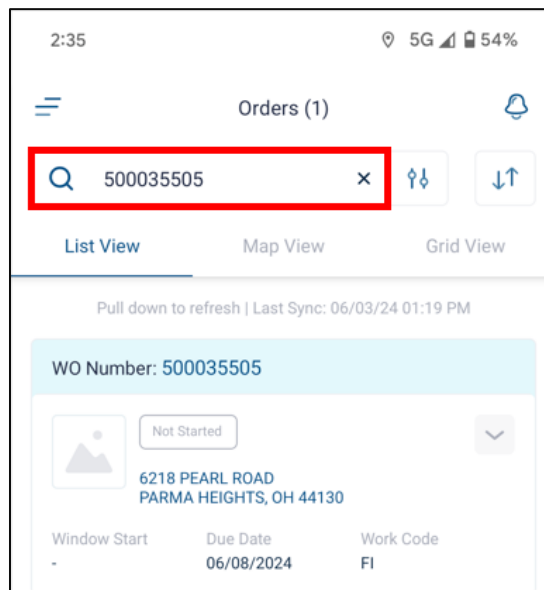 2:35 5G 54%
Orders (1)
500035505 ×
List View Map View Grid View
Pull down to refresh | Last Sync: 06/03/24 01:19 PM
WO Number: 500035505
Not Started
6218 PEARL ROAD
PARMA HEIGHTS, OH 44130
Window Start Due Date Work Code
- 06/08/2024 FI